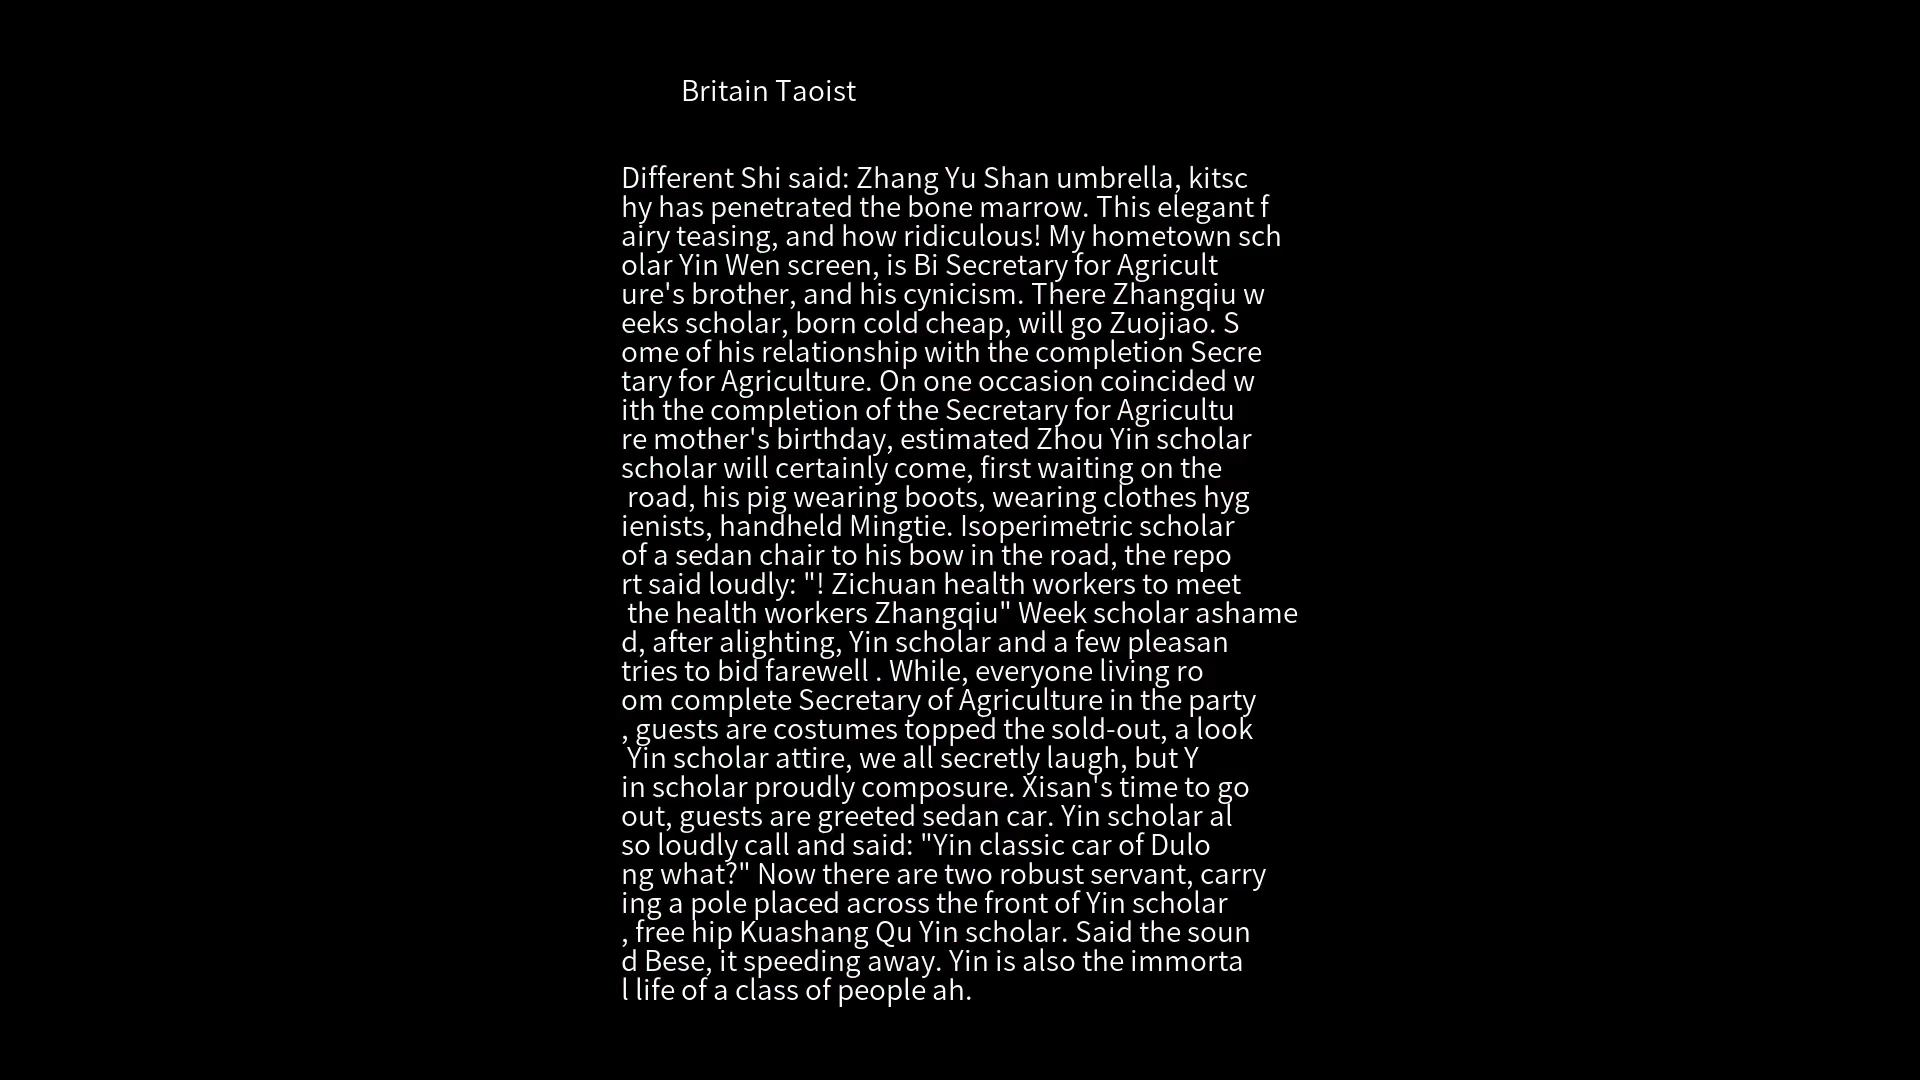 Britain Taoist
Different Shi said: Zhang Yu Shan umbrella, kitsc
hy has penetrated the bone marrow. This elegant f
airy teasing, and how ridiculous! My hometown sch
olar Yin Wen screen, is Bi Secretary for Agricult
ure's brother, and his cynicism. There Zhangqiu w
eeks scholar, born cold cheap, will go Zuojiao. S
ome of his relationship with the completion Secre
tary for Agriculture. On one occasion coincided w
ith the completion of the Secretary for Agricultu
re mother's birthday, estimated Zhou Yin scholar
scholar will certainly come, first waiting on the
road, his pig wearing boots, wearing clothes hyg
ienists, handheld Mingtie. Isoperimetric scholar
of a sedan chair to his bow in the road, the repo
rt said loudly: "! Zichuan health workers to meet
the health workers Zhangqiu" Week scholar ashame
d, after alighting, Yin scholar and a few pleasan
tries to bid farewell . While, everyone living ro
om complete Secretary of Agriculture in the party
, guests are costumes topped the sold-out, a look
Yin scholar attire, we all secretly laugh, but Y
in scholar proudly composure. Xisan's time to go
out, guests are greeted sedan car. Yin scholar al
so loudly call and said: "Yin classic car of Dulo
ng what?" Now there are two robust servant, carry
ing a pole placed across the front of Yin scholar
, free hip Kuashang Qu Yin scholar. Said the soun
d Bese, it speeding away. Yin is also the immorta
l life of a class of people ah.